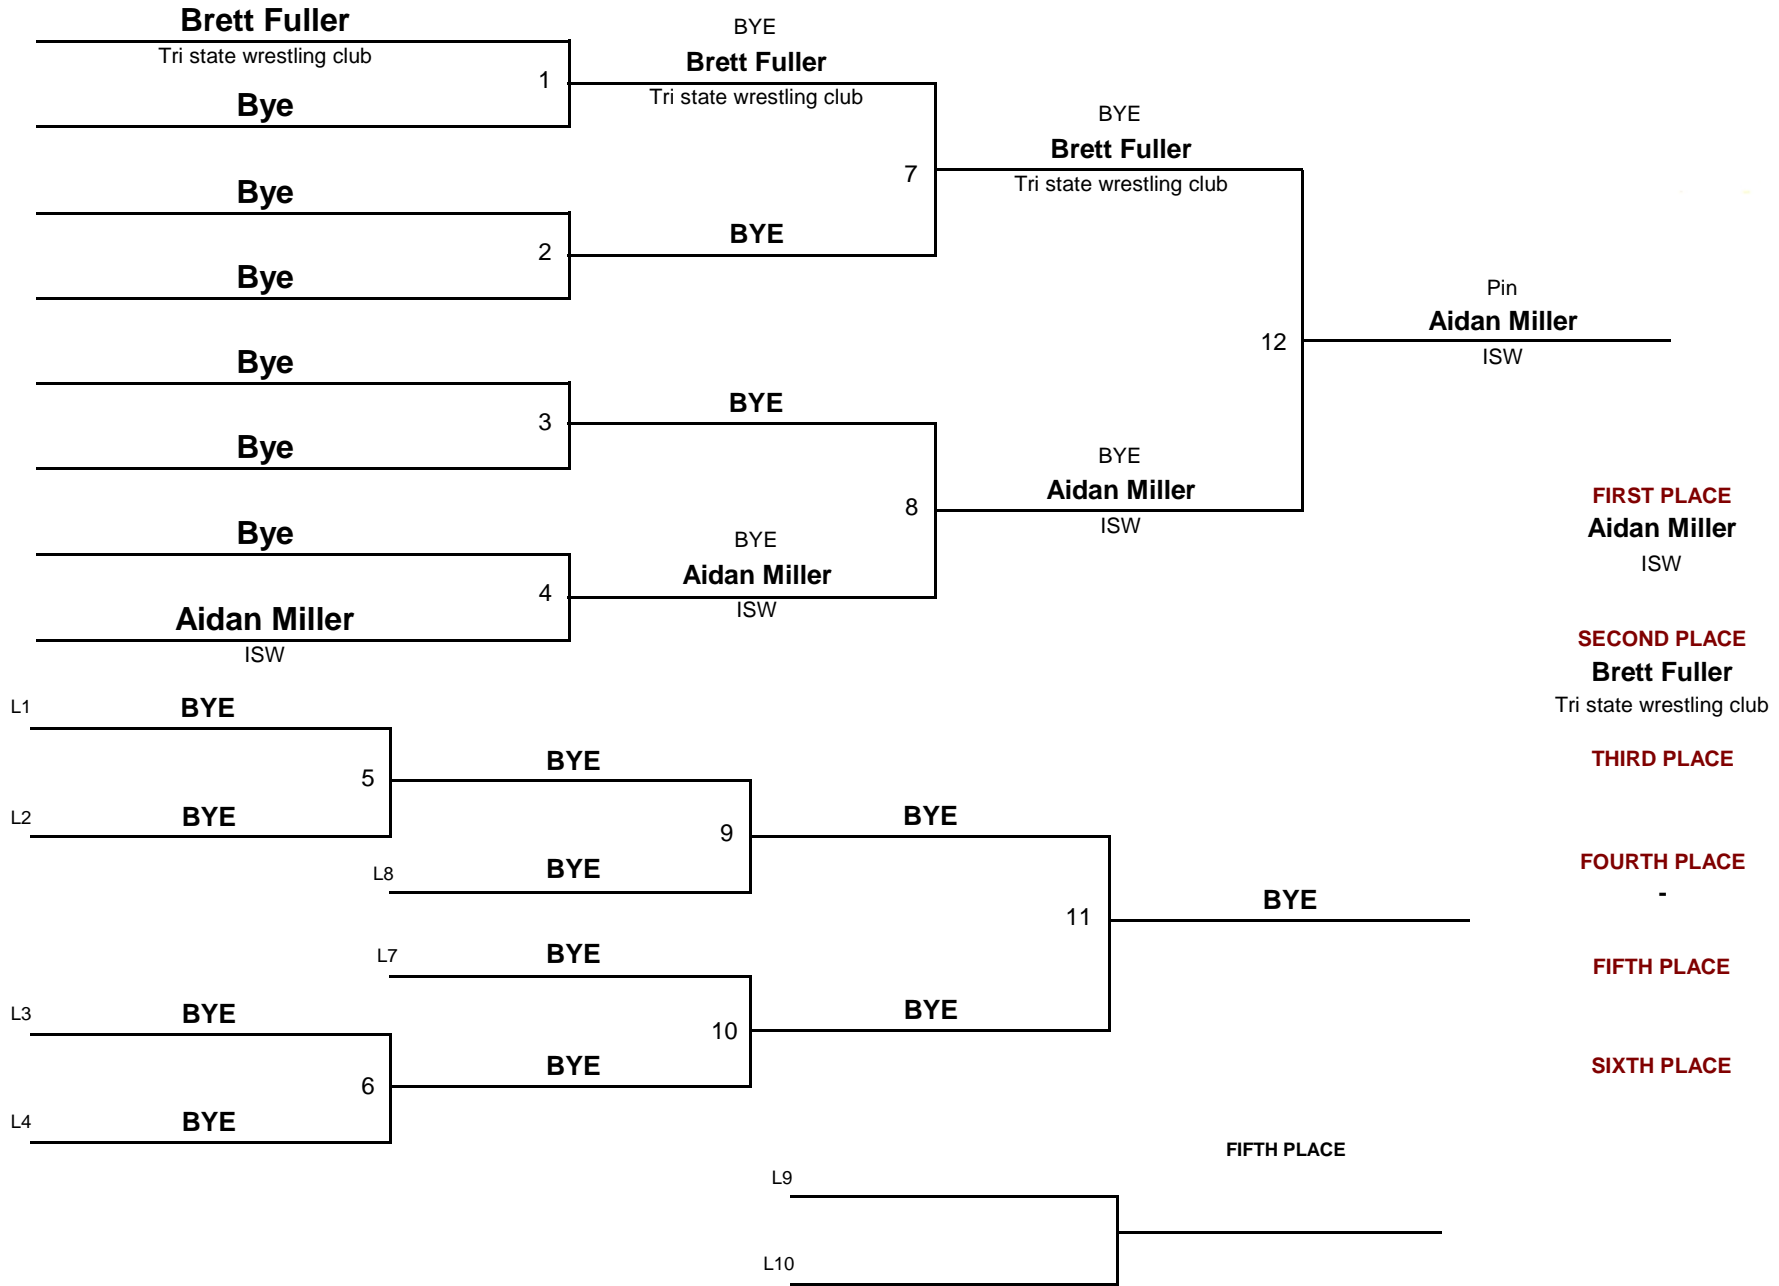 Brett Fuller
Tri state wrestling club
1
Bye
BYE
Brett Fuller
Tri state wrestling club
Bye
2
Bye
BYE
7
BYE
Brett Fuller
Tri state wrestling club
Bye
3
Bye
BYE
Bye
4
Aidan Miller
ISW
BYE
Aidan Miller
ISW
8
BYE
Aidan Miller
ISW
12
Pin
Aidan Miller
ISW
FIRST PLACE
Aidan Miller
ISW
SECOND PLACE
Brett Fuller
Tri state wrestling club
THIRD PLACE
FOURTH PLACE
-
FIFTH PLACE
SIXTH PLACE
L1 BYE
5
L2 BYE
BYE
9
L8 BYE
BYE
L7 BYE
10
L3 BYE
6
L4 BYE
BYE
BYE
11
BYE
FIFTH PLACE
L9
L10